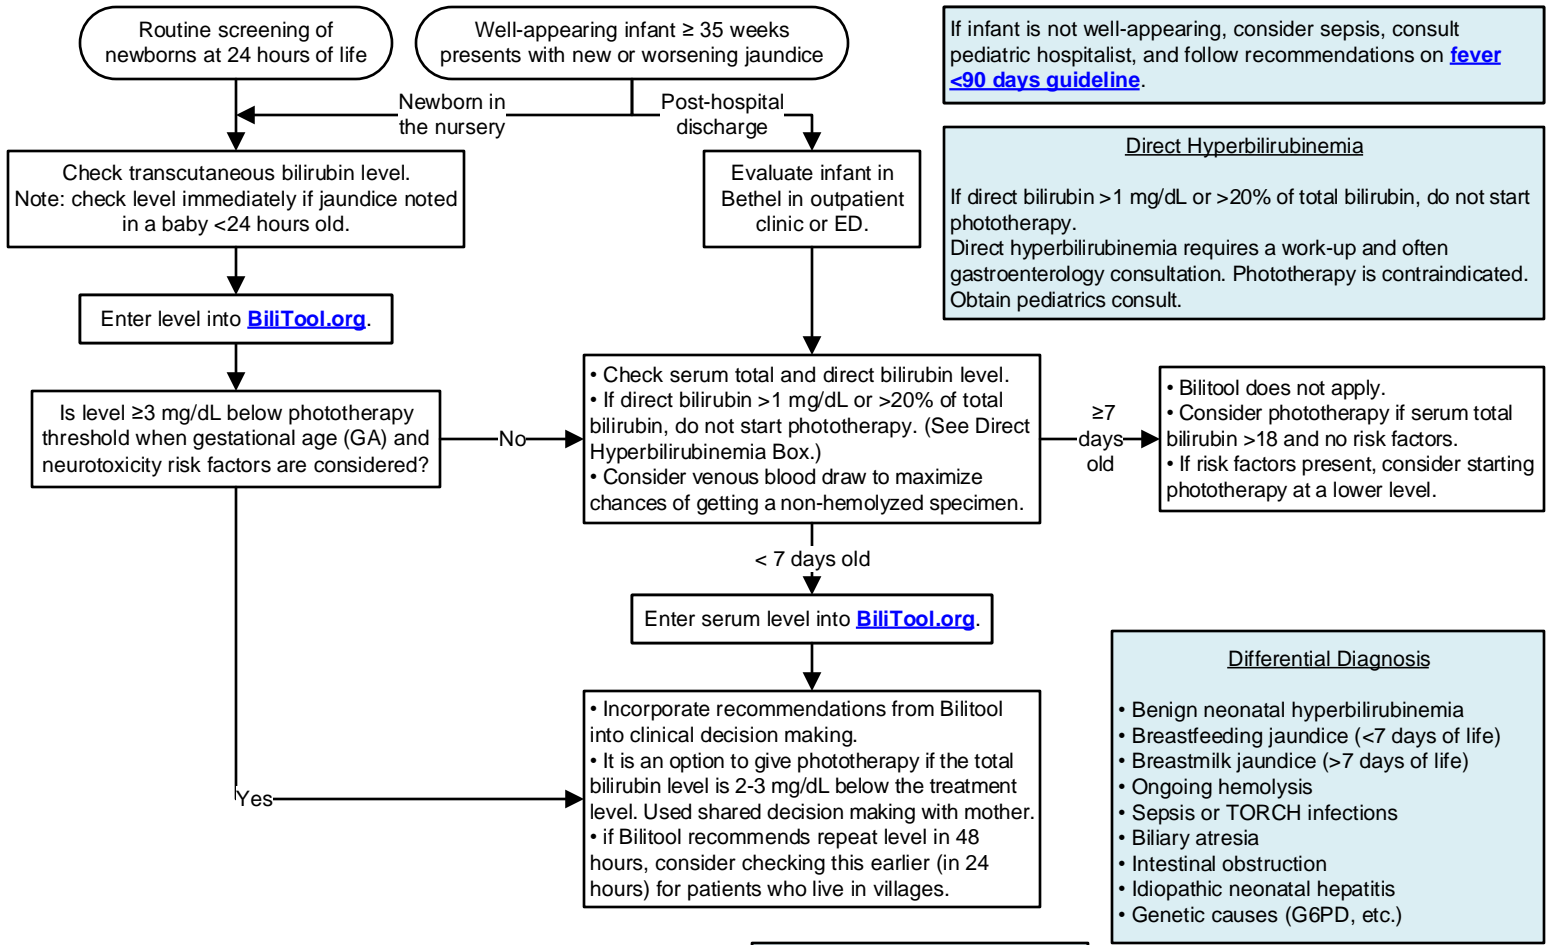 Routine screening of
newborns at 24 hours of life
Well-appearing infant ≥ 35 weeks
presents with new or worsening jaundice
If infant is not well-appearing, consider sepsis, consult
pediatric hospitalist, and follow recommendations on fever
<90 days guideline.
Newborn in
the nursery
Post-hospital
discharge
Direct Hyperbilirubinemia
If direct bilirubin >1 mg/dL or >20% of total bilirubin, do not start
phototherapy.
Direct hyperbilirubinemia requires a work-up and often
gastroenterology consultation. Phototherapy is contraindicated.
Obtain pediatrics consult.
Check transcutaneous bilirubin level.
Note: check level immediately if jaundice noted
in a baby <24 hours old.
Evaluate infant in
Bethel in outpatient
clinic or ED.
Enter level into BiliTool.org.
Is level ≥3 mg/dL below phototherapy
threshold when gestational age (GA) and
neurotoxicity risk factors are considered?
No
• Check serum total and direct bilirubin level.
• If direct bilirubin >1 mg/dL or >20% of total
bilirubin, do not start phototherapy. (See Direct
Hyperbilirubinemia Box.)
• Consider venous blood draw to maximize
chances of getting a non-hemolyzed specimen.
≥7
days
old
• Bilitool does not apply.
• Consider phototherapy if serum total
bilirubin >18 and no risk factors.
• If risk factors present, consider starting
phototherapy at a lower level.
< 7 days old
Enter serum level into BiliTool.org.
Yes
• Incorporate recommendations from Bilitool
into clinical decision making.
• It is an option to give phototherapy if the total
bilirubin level is 2-3 mg/dL below the treatment
level. Used shared decision making with mother.
• if Bilitool recommends repeat level in 48
hours, consider checking this earlier (in 24
hours) for patients who live in villages.
Differential Diagnosis
• Benign neonatal hyperbilirubinemia
• Breastfeeding jaundice (<7 days of life)
• Breastmilk jaundice (>7 days of life)
• Ongoing hemolysis
• Sepsis or TORCH infections
• Biliary atresia
• Intestinal obstruction
• Idiopathic neonatal hepatitis
• Genetic causes (G6PD, etc.)